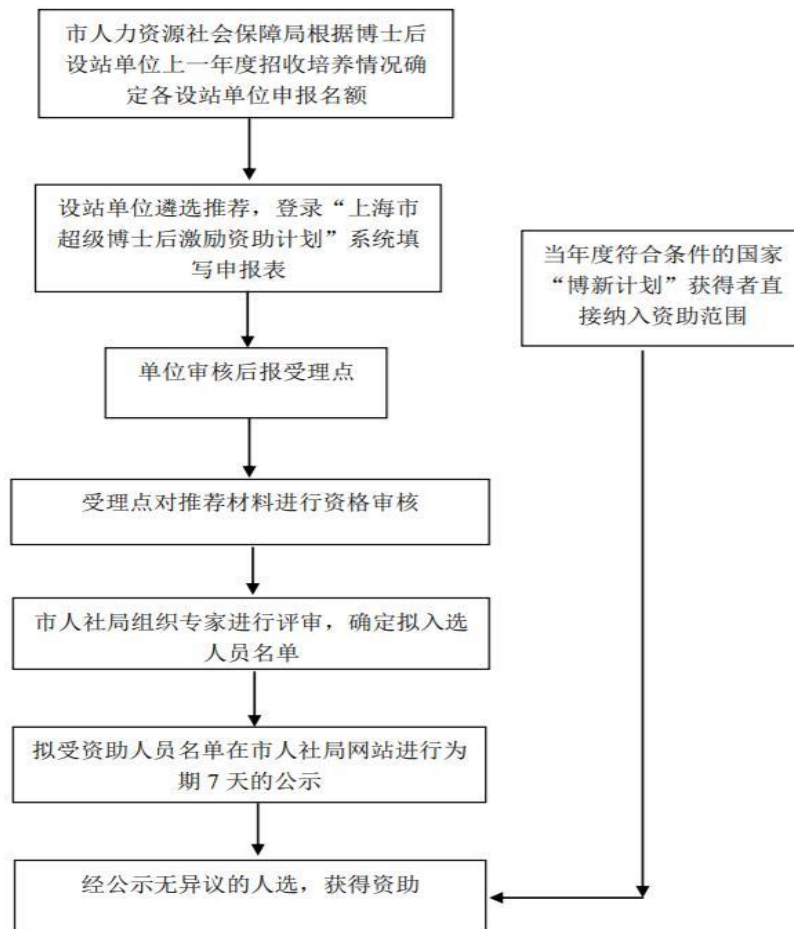 市人力资源社会保障局根据博士后
设站单位上一年度招收培养情况确
定各设站单位申报名额
设站单位遴选推荐，登录“上海市
超级博士后激励资助计划”系统填
写申报表
当年度符合条件的国家
“博新计划”获得者直
接纳入资助范围
单位审核后报受理点
受理点对推荐材料进行资格审核
市人社局组织专家进行评审，确定拟入选
人员名单
拟受资助人员名单在市人社局网站进行为
期 7 天的公示
经公示无异议的人选，获得资助